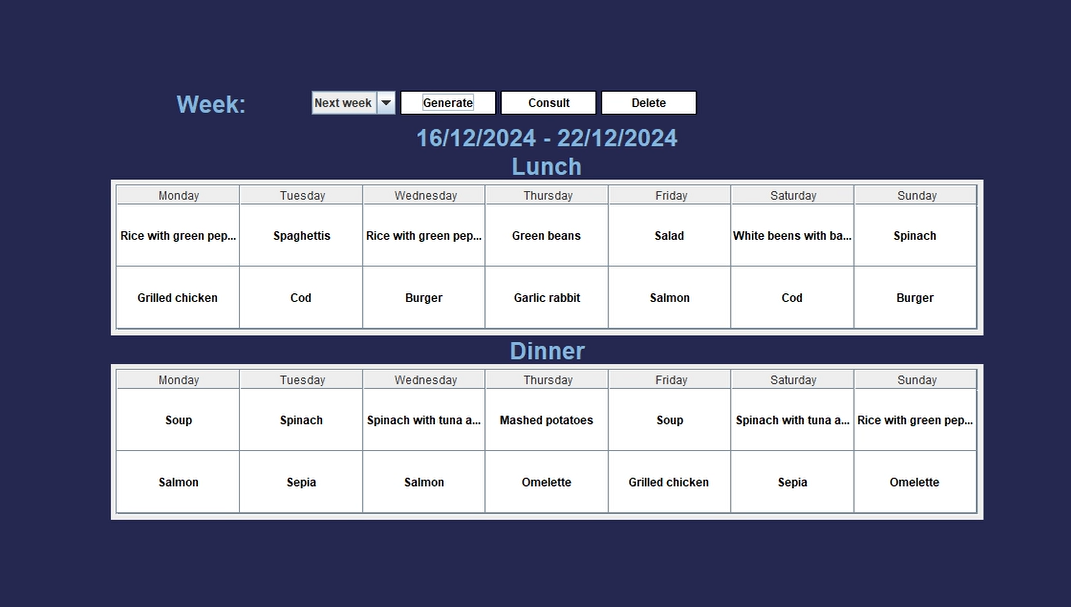 Week: Next week Generate Consult Delete
16/12/2024 - 22/12/2024
Lunch
Monday Tuesday Wednesday Thursday Friday Saturday Sunday
Rice with green pep... Spaghettis Rice with green pep... Green beans Salad White beens with ba... Spinach
Grilled chicken Cod Burger Garlic rabbit Salmon Cod Burger
Dinner
Monday Tuesday Wednesday Thursday Friday Saturday Sunday
Soup Spinach Spinach with tuna a... Mashed potatoes Soup Spinach with tuna a... Rice with green pep...
Salmon Sepia Salmon Omelette Grilled chicken Sepia Omelette